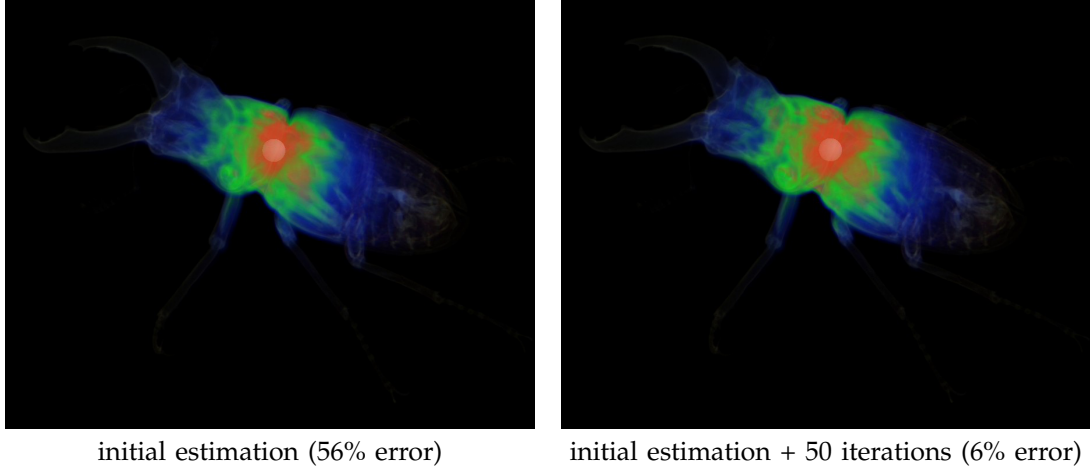 initial estimation (56% error)
initial estimation + 50 iterations (6% error)